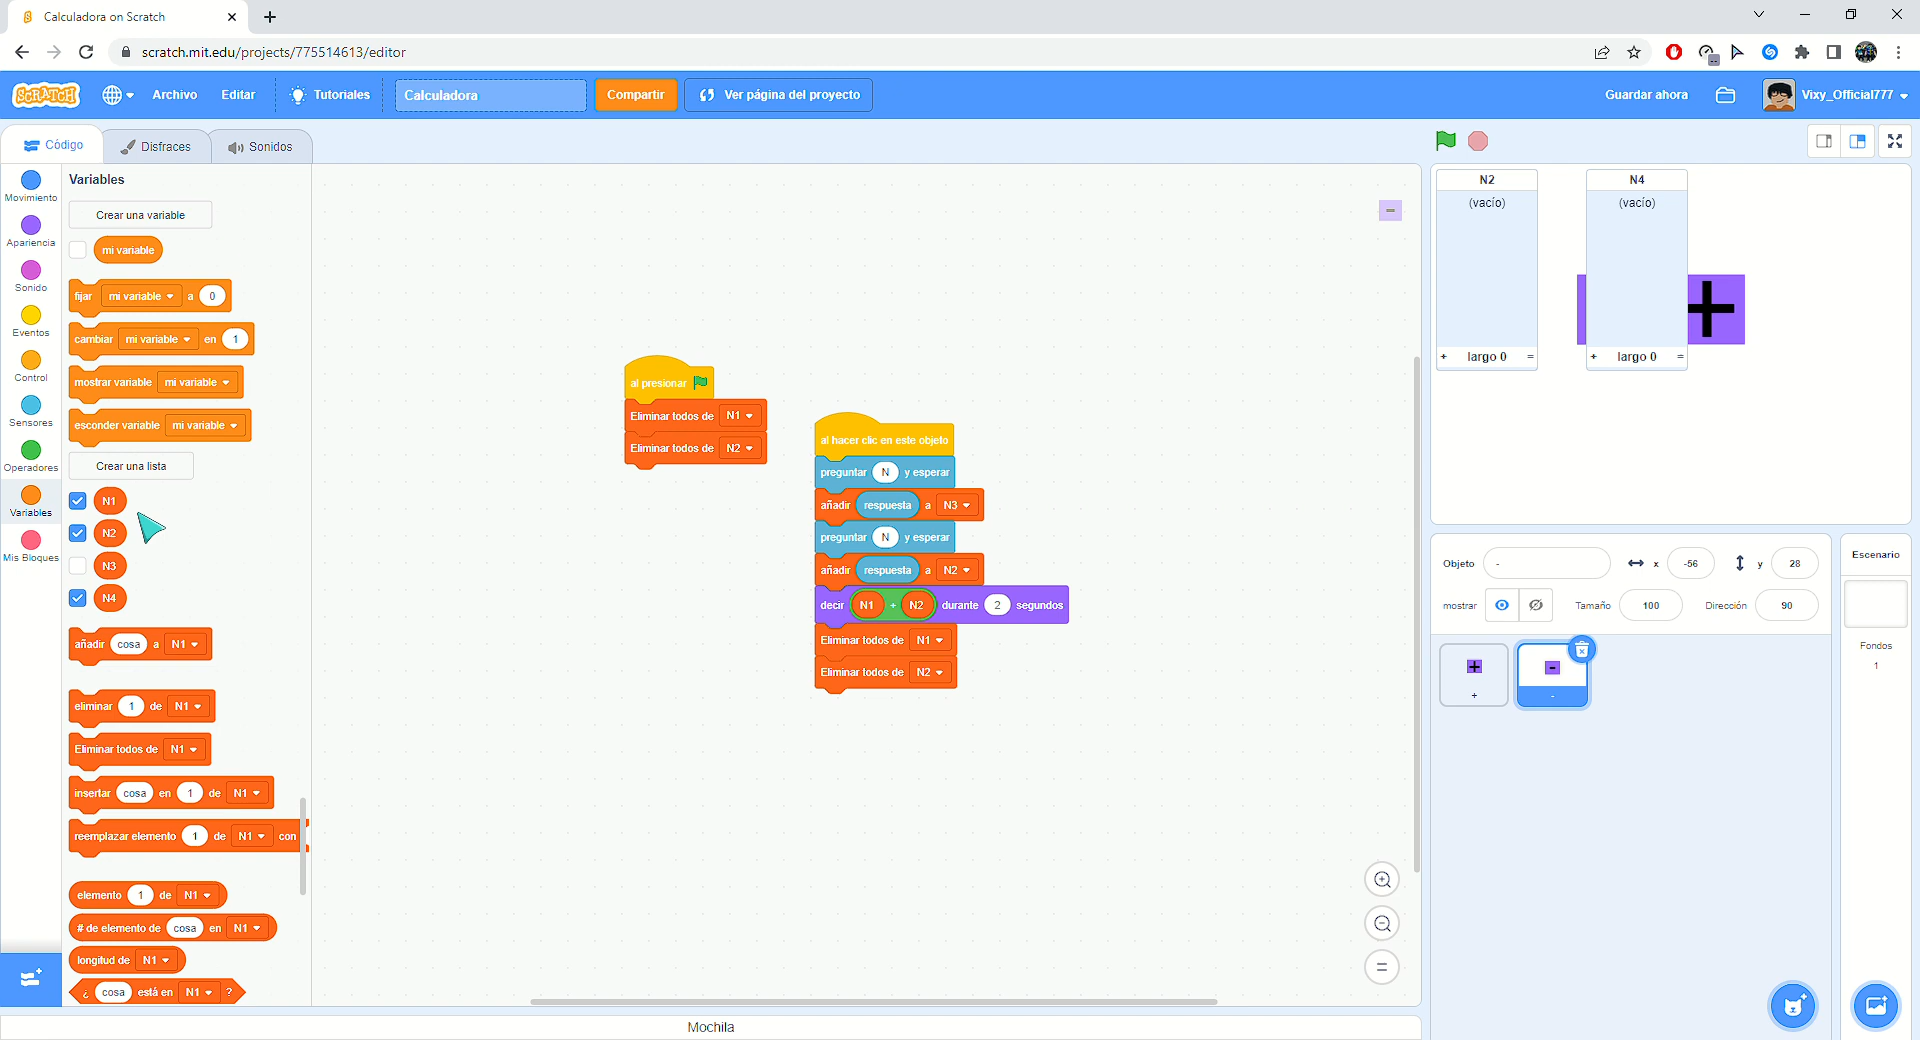 Calculadora on Scratch
scratch.mit.edu/projects/775514613/editor
SCRATCH
Archivo
Editar
Tutoriales
Calculadora
Compartir
Ver página del proyecto
Guardar ahora
Vixy_Official777
Código
Disfraces
Sonidos
Movimiento
Apariencia
Sonido
Eventos
Control
Sensores
Operadores
Variables
Mis Bloques
Variables
Crear una variable
mi variable
fijar mi variable a 0
cambiar mi variable en 1
mostrar variable mi variable
esconder variable mi variable
Crear una lista
N1
N2
N3
N4
añadir cosa a N1
eliminar 1 de N1
Eliminar todos de N1
insertar cosa en 1 de N1
reemplazar elemento 1 de N1 con
elemento 1 de N1
# de elemento de cosa en N1
longitud de N1
¿ cosa está en N1 ?
al presionar
Eliminar todos de N1
Eliminar todos de N2
al hacer clic en este objeto
preguntar N y esperar
añadir respuesta a N3
preguntar N y esperar
añadir respuesta a N2
decir N1 + N2 durante 2 segundos
Eliminar todos de N1
Eliminar todos de N2
Mochila
N2
(vacío)
+ largo 0 =
N4
(vacío)
+ largo 0 =
+
Objeto - x -56 y 28
mostrar Tamaño 100 Dirección 90
+
+
-
-
Escenario
Fondos
1